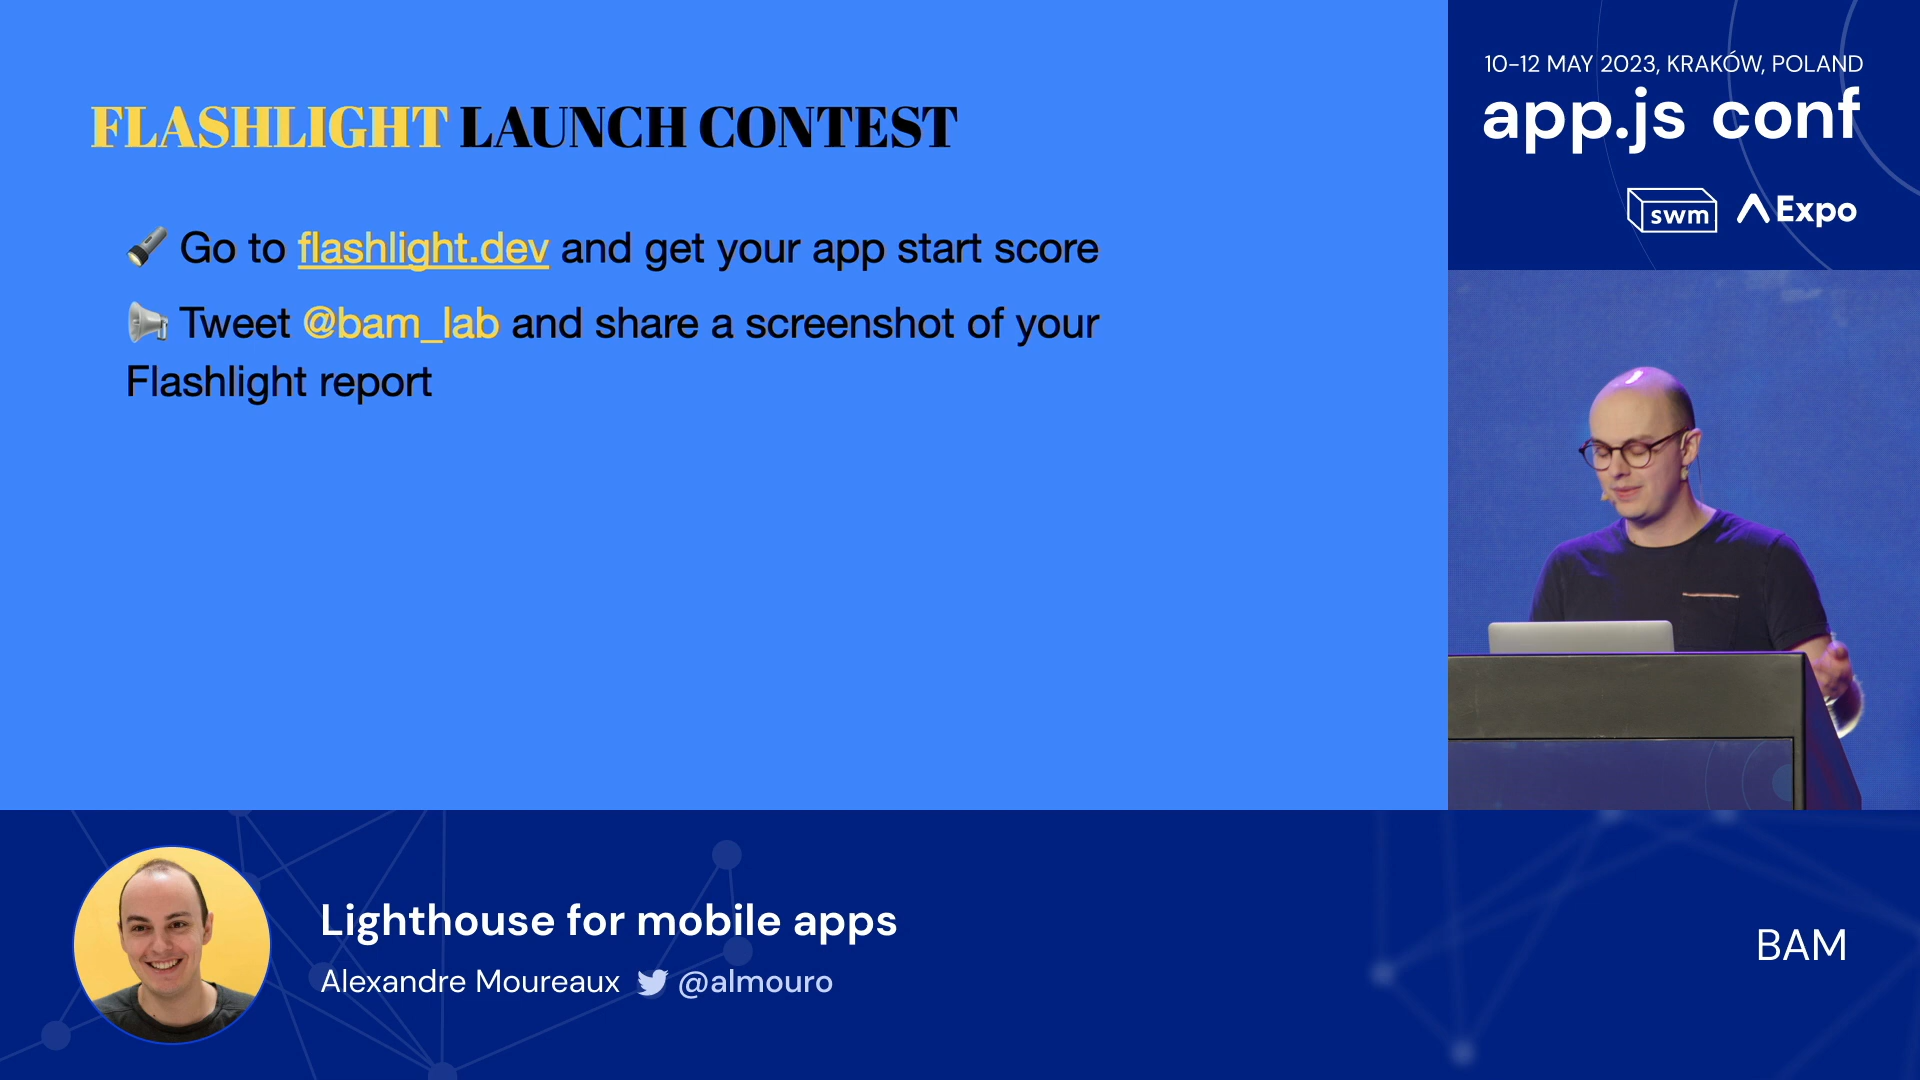 FLASHLIGHT LAUNCH CONTEST
Go to flashlight.dev and get your app start score
Tweet @bam_lab and share a screenshot of your
Flashlight report
10-12 MAY 2023, KRAKÓW, POLAND
app.js conf
swm Expo
Lighthouse for mobile apps
Alexandre Moureaux @almouro
BAM